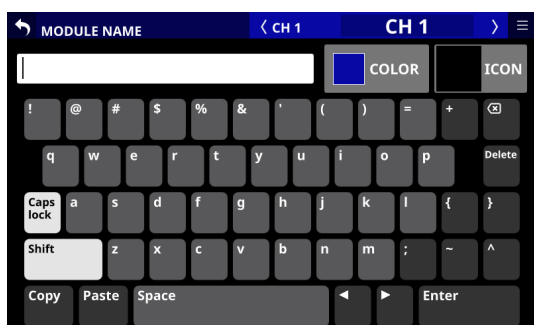 MODULE NAME 〈 CH 1 CH 1 〉
COLOR ICON
! @ # $ % & ' ( ) = +
q w e r t y u i o p Delete
Caps lock a s d f g h j k l { }
Shift z x c v b n m ; ~ ^
Copy Paste Space ◄ ► Enter